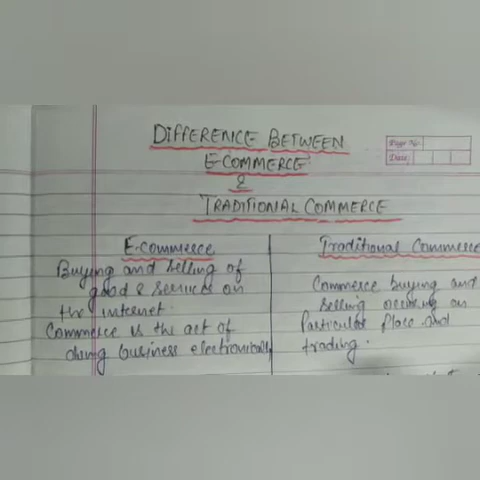 DIFFERENCE BETWEEN
E-COMMERCE
&
TRADITIONAL COMMERCE
Page No.
Date
E-commerce
Buying and selling of
good & services on
the internet.
Commerce is the act of
doing business electronically
Traditional Commerce
Commerce buying and
selling occuring on
Particular Place and
trading.